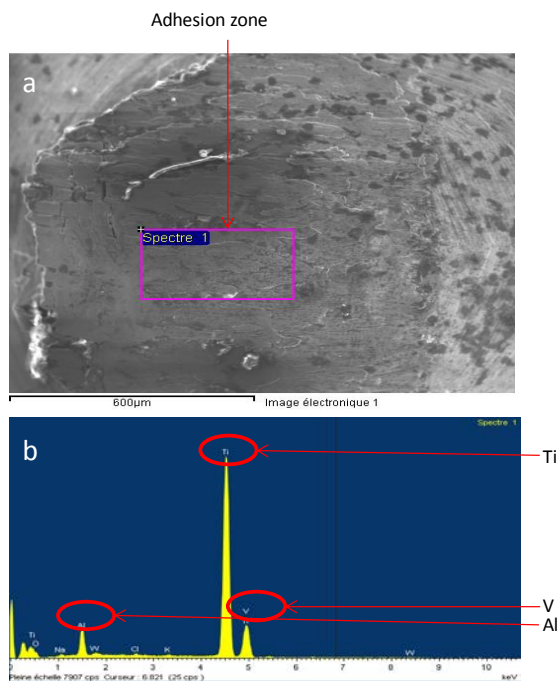 Adhesion zone
a
Spectre 1
600µm
Image électronique 1
b
Spectre 1
Ti
Ti
V
V
Al
Al
Ti
O
Na
W
Cl
K
W
0 1 2 3 4 5 6 7 8 9 10
Pleine échelle 7907 cps Curseur : 6.821 (25 cps) keV